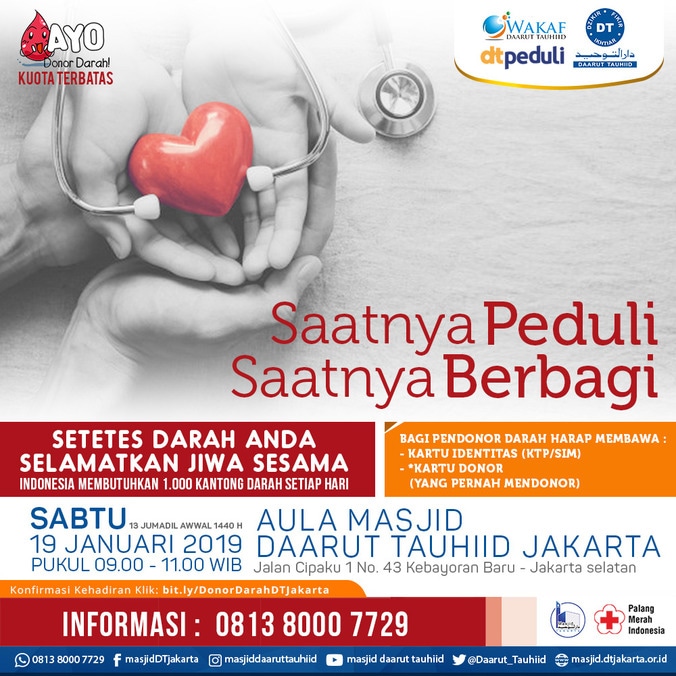 AYO
Donor Darah!
KUOTA TERBATAS
WAKAF
DAARUT TAUHIID
dtpeduli
DZIKIR FIKIR IKHTIAR
DT
دارالتوحيد
DAARUT TAUHIID
Saatnya Peduli
Saatnya Berbagi
SETETES DARAH ANDA
SELAMATKAN JIWA SESAMA
INDONESIA MEMBUTUHKAN 1.000 KANTONG DARAH SETIAP HARI
BAGI PENDONOR DARAH HARAP MEMBAWA :
- KARTU IDENTITAS (KTP/SIM)
- *KARTU DONOR
(YANG PERNAH MENDONOR)
SABTU 13 JUMADIL AWWAL 1440 H
19 JANUARI 2019
PUKUL 09.00 - 11.00 WIB
AULA MASJID
DAARUT TAUHIID JAKARTA
Jalan Cipaku 1 No. 43 Kebayoran Baru - Jakarta selatan
Konfirmasi Kehadiran Klik: bit.ly/DonorDarahDTJakarta
INFORMASI : 0813 8000 7729
Palang
Merah
Indonesia
0813 8000 7729 masjidDTjakarta masjiddaaruttauhiid masjid daarut tauhiid @Daarut_Tauhiid masjid.dtjakarta.or.id